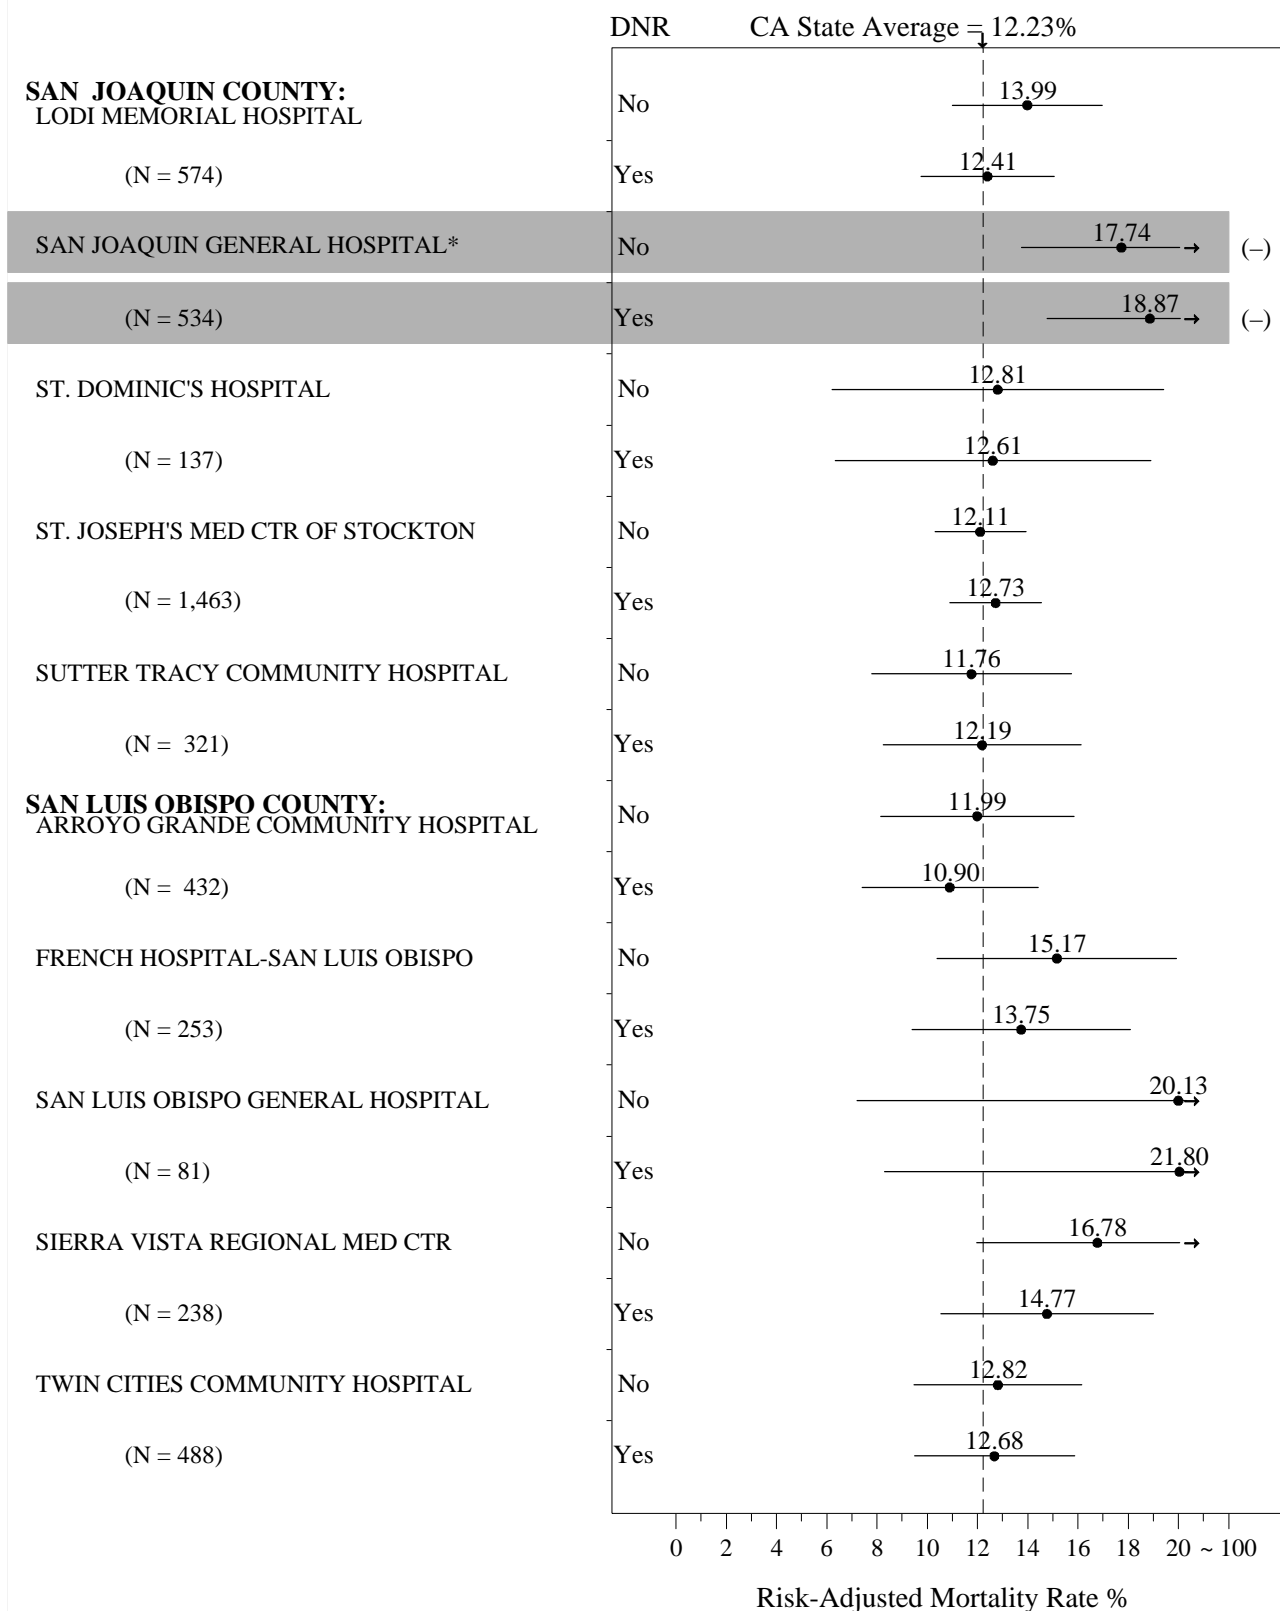 DNR CA State Average = 12.23%
SAN JOAQUIN COUNTY:
LODI MEMORIAL HOSPITAL No 13.99
(N = 574) Yes 12.41
SAN JOAQUIN GENERAL HOSPITAL* No 17.74 (–)
(N = 534) Yes 18.87 (–)
ST. DOMINIC'S HOSPITAL No 12.81
(N = 137) Yes 12.61
ST. JOSEPH'S MED CTR OF STOCKTON No 12.11
(N = 1,463) Yes 12.73
SUTTER TRACY COMMUNITY HOSPITAL No 11.76
(N = 321) Yes 12.19
SAN LUIS OBISPO COUNTY:
ARROYO GRANDE COMMUNITY HOSPITAL No 11.99
(N = 432) Yes 10.90
FRENCH HOSPITAL-SAN LUIS OBISPO No 15.17
(N = 253) Yes 13.75
SAN LUIS OBISPO GENERAL HOSPITAL No 20.13
(N = 81) Yes 21.80
SIERRA VISTA REGIONAL MED CTR No 16.78
(N = 238) Yes 14.77
TWIN CITIES COMMUNITY HOSPITAL No 12.82
(N = 488) Yes 12.68
0 2 4 6 8 10 12 14 16 18 20 ~ 100
Risk-Adjusted Mortality Rate %